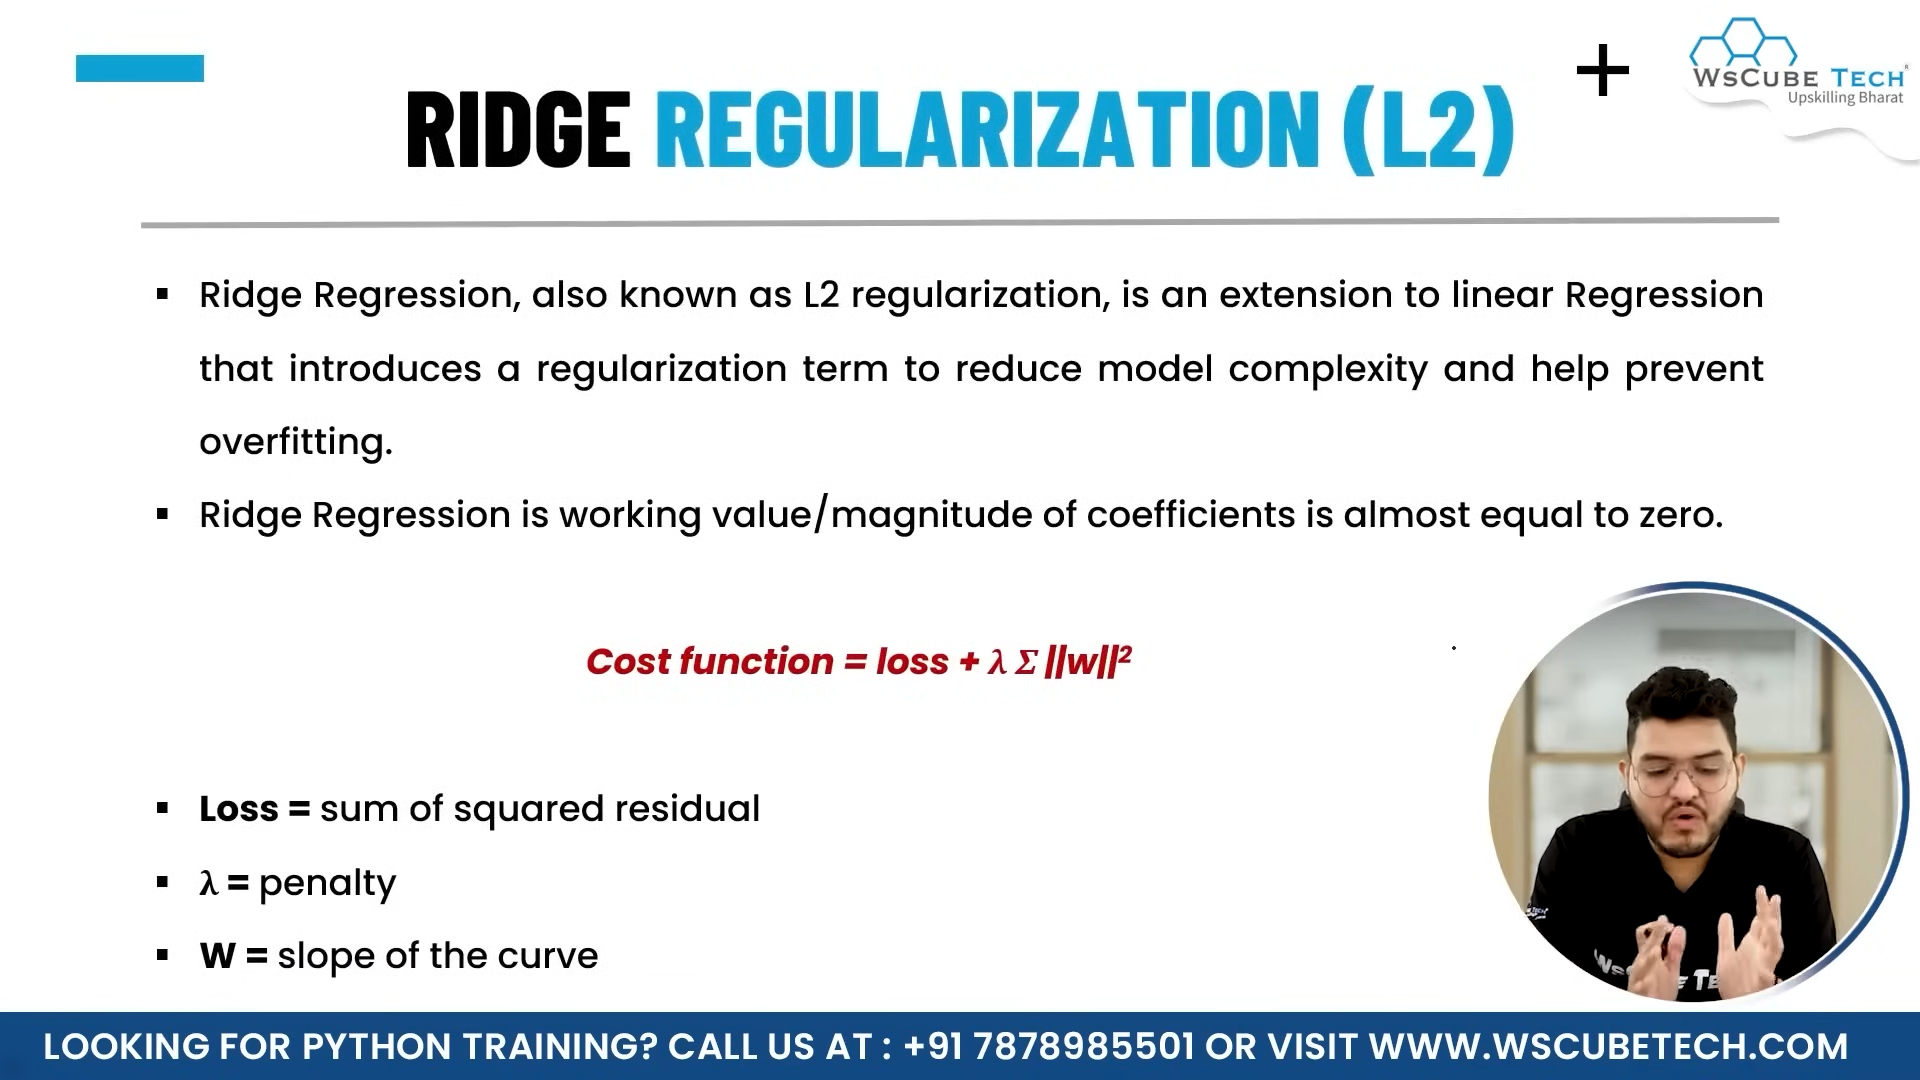 WsCube Tech
Upskilling Bharat
RIDGE REGULARIZATION (L2)
▪ Ridge Regression, also known as L2 regularization, is an extension to linear Regression
that introduces a regularization term to reduce model complexity and help prevent
overfitting.
▪ Ridge Regression is working value/magnitude of coefficients is almost equal to zero.
Cost function = loss + λ Σ ||w||²
▪ Loss = sum of squared residual
▪ λ = penalty
▪ W = slope of the curve
LOOKING FOR PYTHON TRAINING? CALL US AT : +91 7878985501 OR VISIT WWW.WSCUBETECH.COM